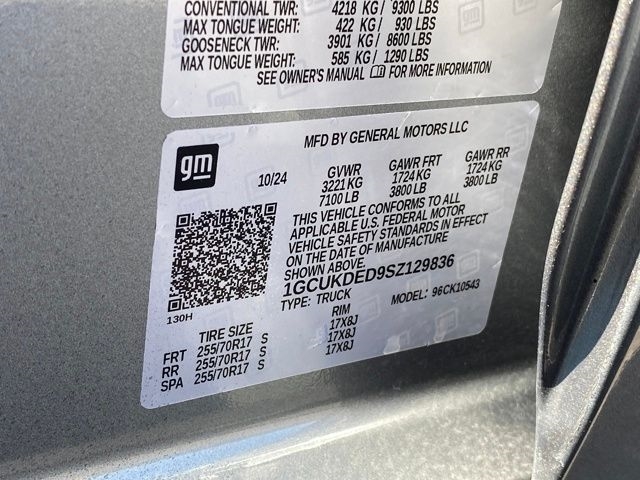 CONVENTIONAL TWR: 4218 KG / 9300 LBS
MAX TONGUE WEIGHT: 422 KG / 930 LBS
GOOSENECK TWR: 3901 KG / 8600 LBS
MAX TONGUE WEIGHT: 585 KG / 1290 LBS
SEE OWNER'S MANUAL FOR MORE INFORMATION
MFD BY GENERAL MOTORS LLC
gm
10/24
GVWR GAWR FRT GAWR RR
3221 KG 1724 KG 1724 KG
7100 LB 3800 LB 3800 LB
THIS VEHICLE CONFORMS TO ALL
APPLICABLE U.S. FEDERAL MOTOR
VEHICLE SAFETY STANDARDS IN EFFECT
ON THE DATE OF MANUFACTURE
SHOWN ABOVE.
1GCUKDED9SZ129836
TYPE: TRUCK MODEL: 96CK10543
130H
TIRE SIZE RIM
FRT 255/70R17 S 17X8J
RR 255/70R17 S 17X8J
SPA 255/70R17 S 17X8J